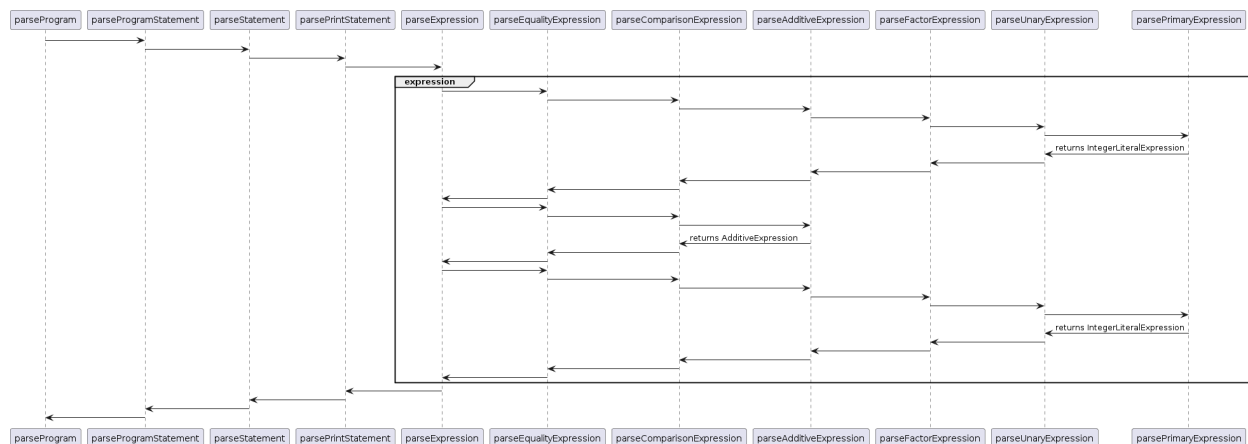 parseProgram parseProgramStatement parseStatement parsePrintStatement parseExpression parseEqualityExpression parseComparisonExpression parseAdditiveExpression parseFactorExpression parseUnaryExpression parsePrimaryExpression
expression
returns IntegerLiteralExpression
returns AdditiveExpression
returns IntegerLiteralExpression
parseProgram parseProgramStatement parseStatement parsePrintStatement parseExpression parseEqualityExpression parseComparisonExpression parseAdditiveExpression parseFactorExpression parseUnaryExpression parsePrimaryExpression